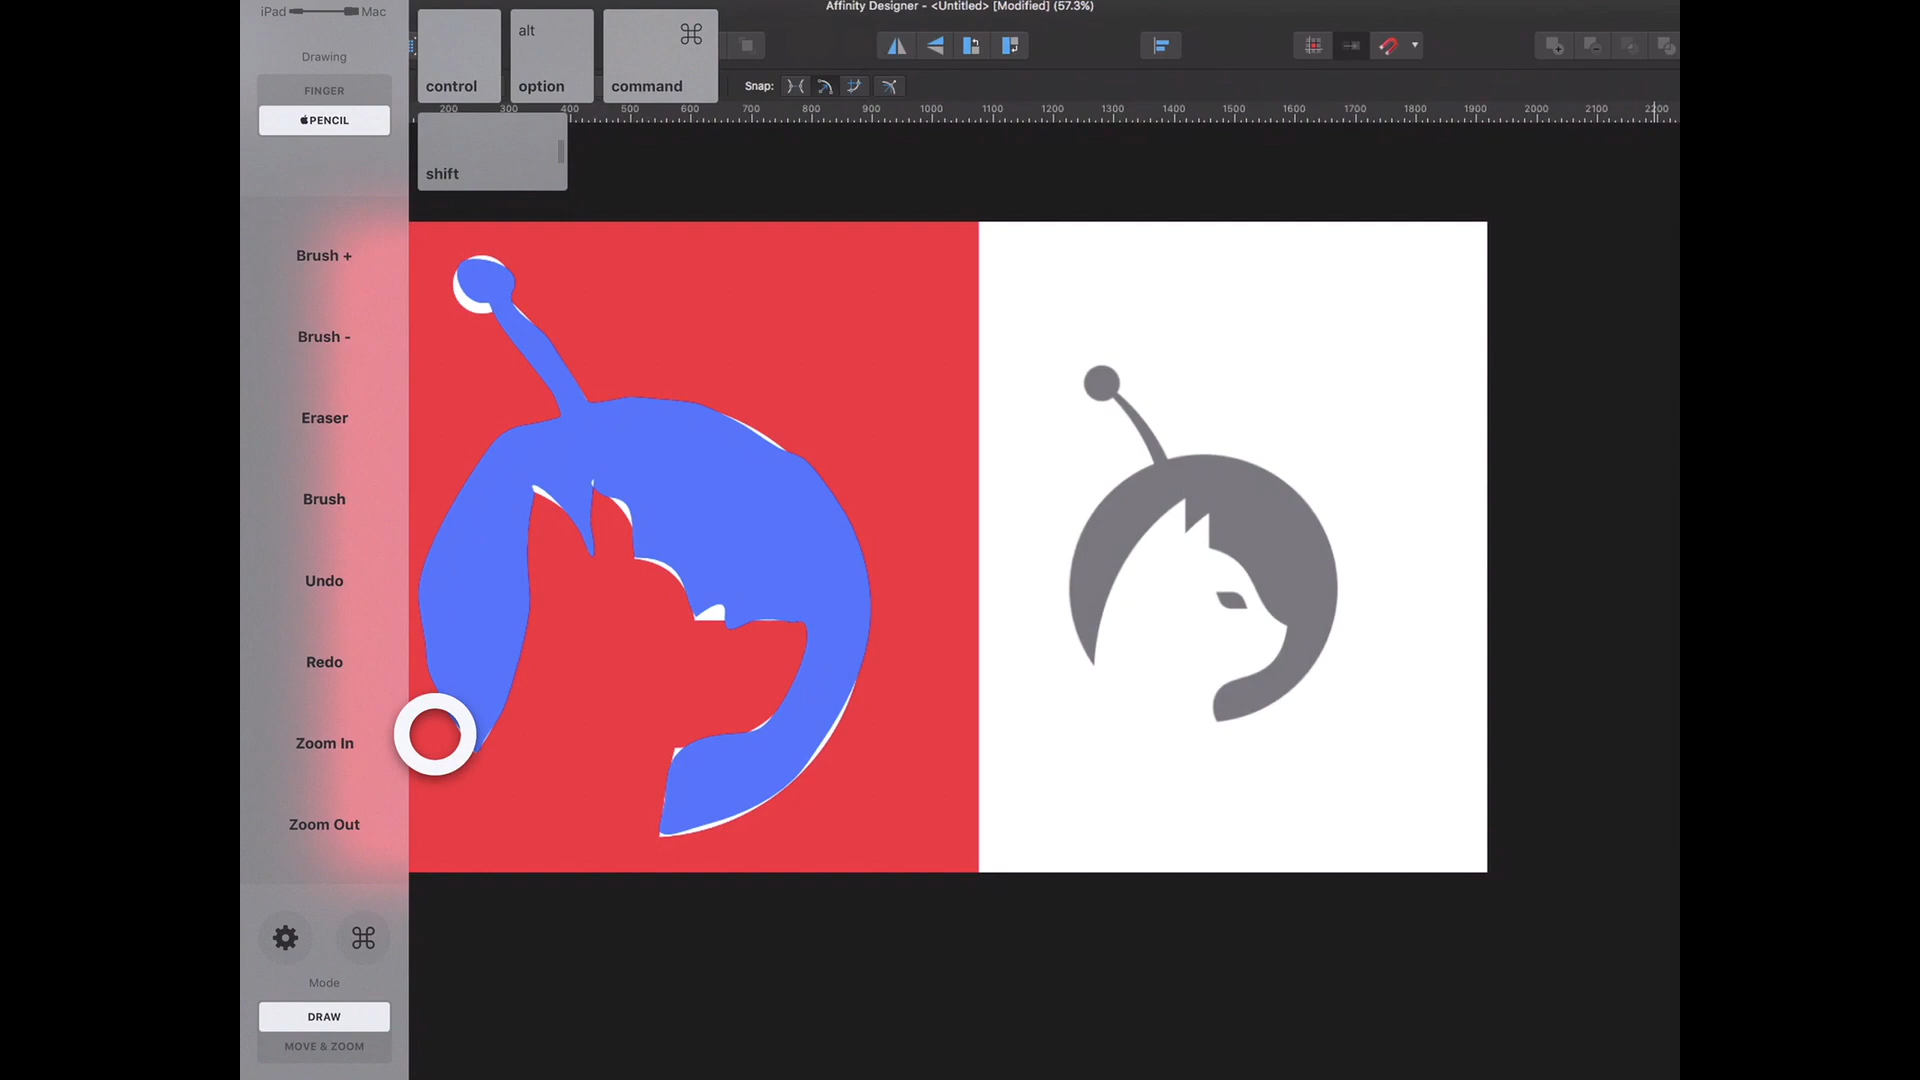 iPad Mac
Affinity Designer - <Untitled> [Modified] (57.3%)
Drawing
FINGER
PENCIL
control
alt
option
command
shift
Snap:
200 300 400 500 600 700 800 900 1000 1100 1200 1300 1400 1500 1600 1700 1800 1900 2000 2100 2200
Brush +
Brush -
Eraser
Brush
Undo
Redo
Zoom In
Zoom Out
Mode
DRAW
MOVE & ZOOM